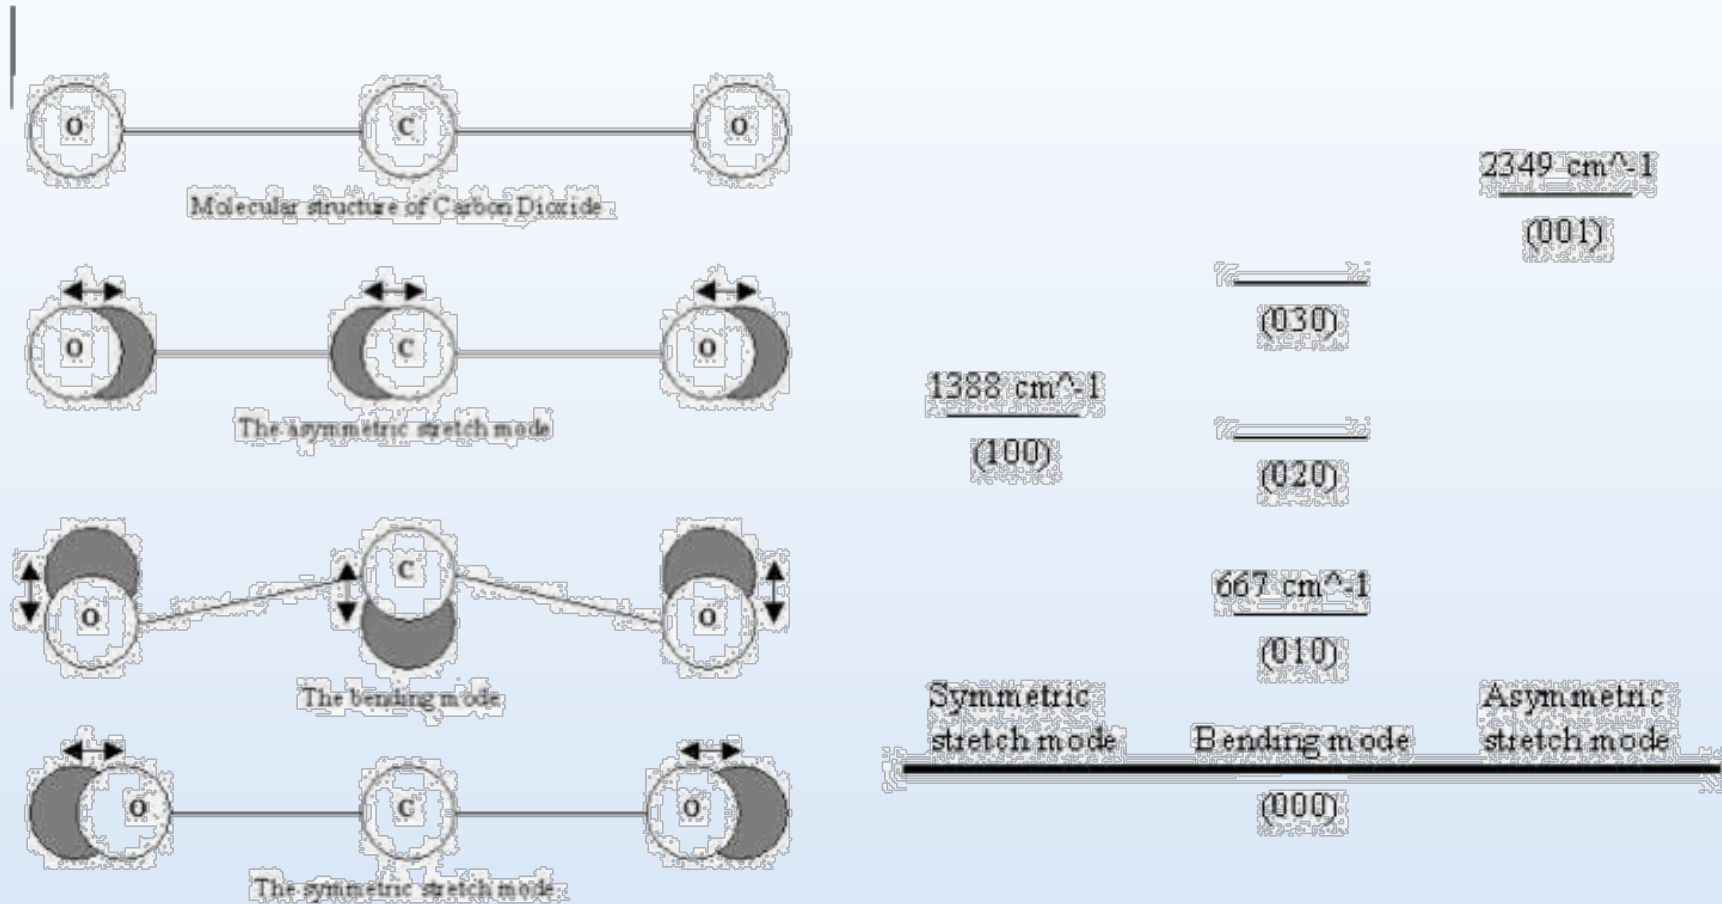 O C O
Molecular structure of Carbon Dioxide
O C O
The asymmetric stretch mode
C
O O
The bending mode
O C O
The symmetric stretch mode
2349 cm^-1
(001)
(030)
1388 cm^-1
(100)
(020)
667 cm^-1
(010)
Symmetric
stretch mode
Bending mode
Asymmetric
stretch mode
(000)